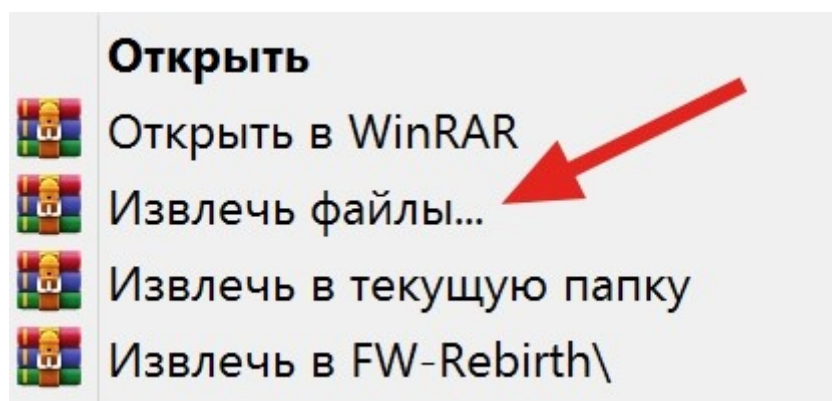 Открыть
Открыть в WinRAR
Извлечь файлы...
Извлечь в текущую папку
Извлечь в FW-Rebirth\